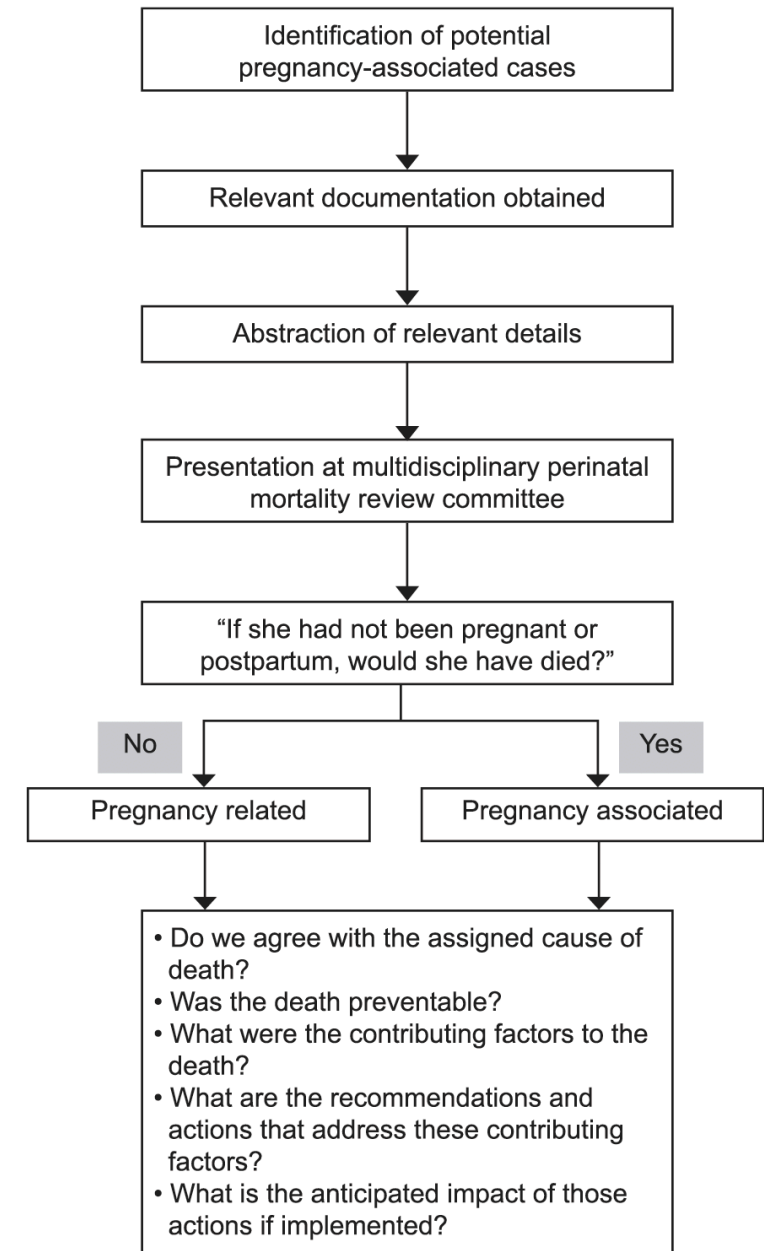 Identification of potential
pregnancy-associated cases
Relevant documentation obtained
Abstraction of relevant details
Presentation at multidisciplinary perinatal
mortality review committee
“If she had not been pregnant or
postpartum, would she have died?”
No
Yes
Pregnancy related
Pregnancy associated
• Do we agree with the assigned cause of
death?
• Was the death preventable?
• What were the contributing factors to the
death?
• What are the recommendations and
actions that address these contributing
factors?
• What is the anticipated impact of those
actions if implemented?